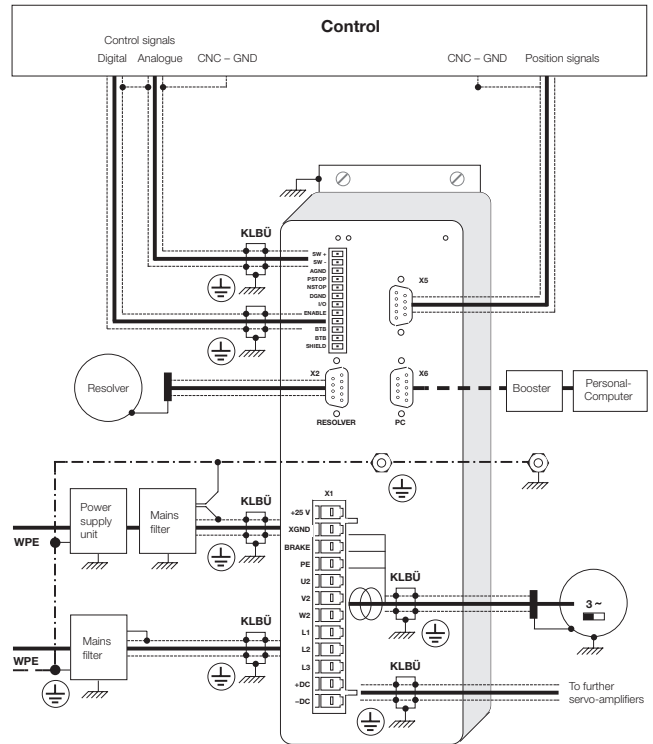 Control
Control signals
Digital Analogue CNC – GND
CNC – GND Position signals
KLBÜ
SW +
SW -
AGND
PSTOP
NSTOP
DGND
I/O
ENABLE
BTB
BTB
SHIELD
X5
Resolver
X2
RESOLVER
X6
PC
Booster
Personal-
Computer
X1
+25 V
XGND
BRAKE
PE
U2
V2
W2
L1
L2
L3
+DC
–DC
Power
supply
unit
Mains
filter
KLBÜ
WPE
KLBÜ
3 ~
Mains
filter
KLBÜ
WPE
KLBÜ
To further
servo-amplifiers